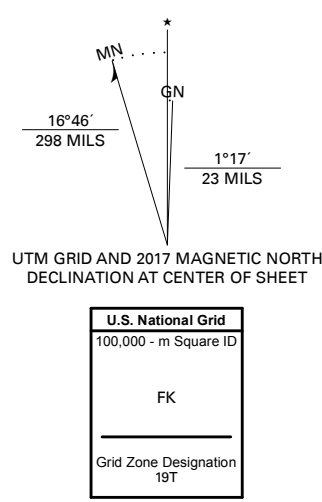 ★
MN
GN
16°46´
298 MILS
1°17´
23 MILS
UTM GRID AND 2017 MAGNETIC NORTH
DECLINATION AT CENTER OF SHEET
U.S. National Grid
100,000 - m Square ID
FK
Grid Zone Designation
19T